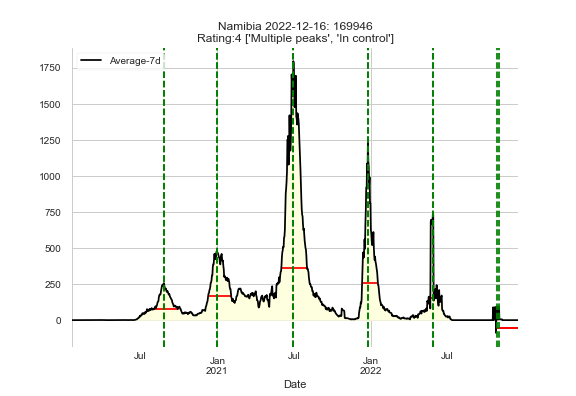 Namibia 2022-12-16: 169946
Rating:4 ['Multiple peaks', 'In control']
Average-7d
1750
1500
1250
1000
750
500
250
0
Jul
Jan
2021
Jul
Jan
2022
Jul
Date